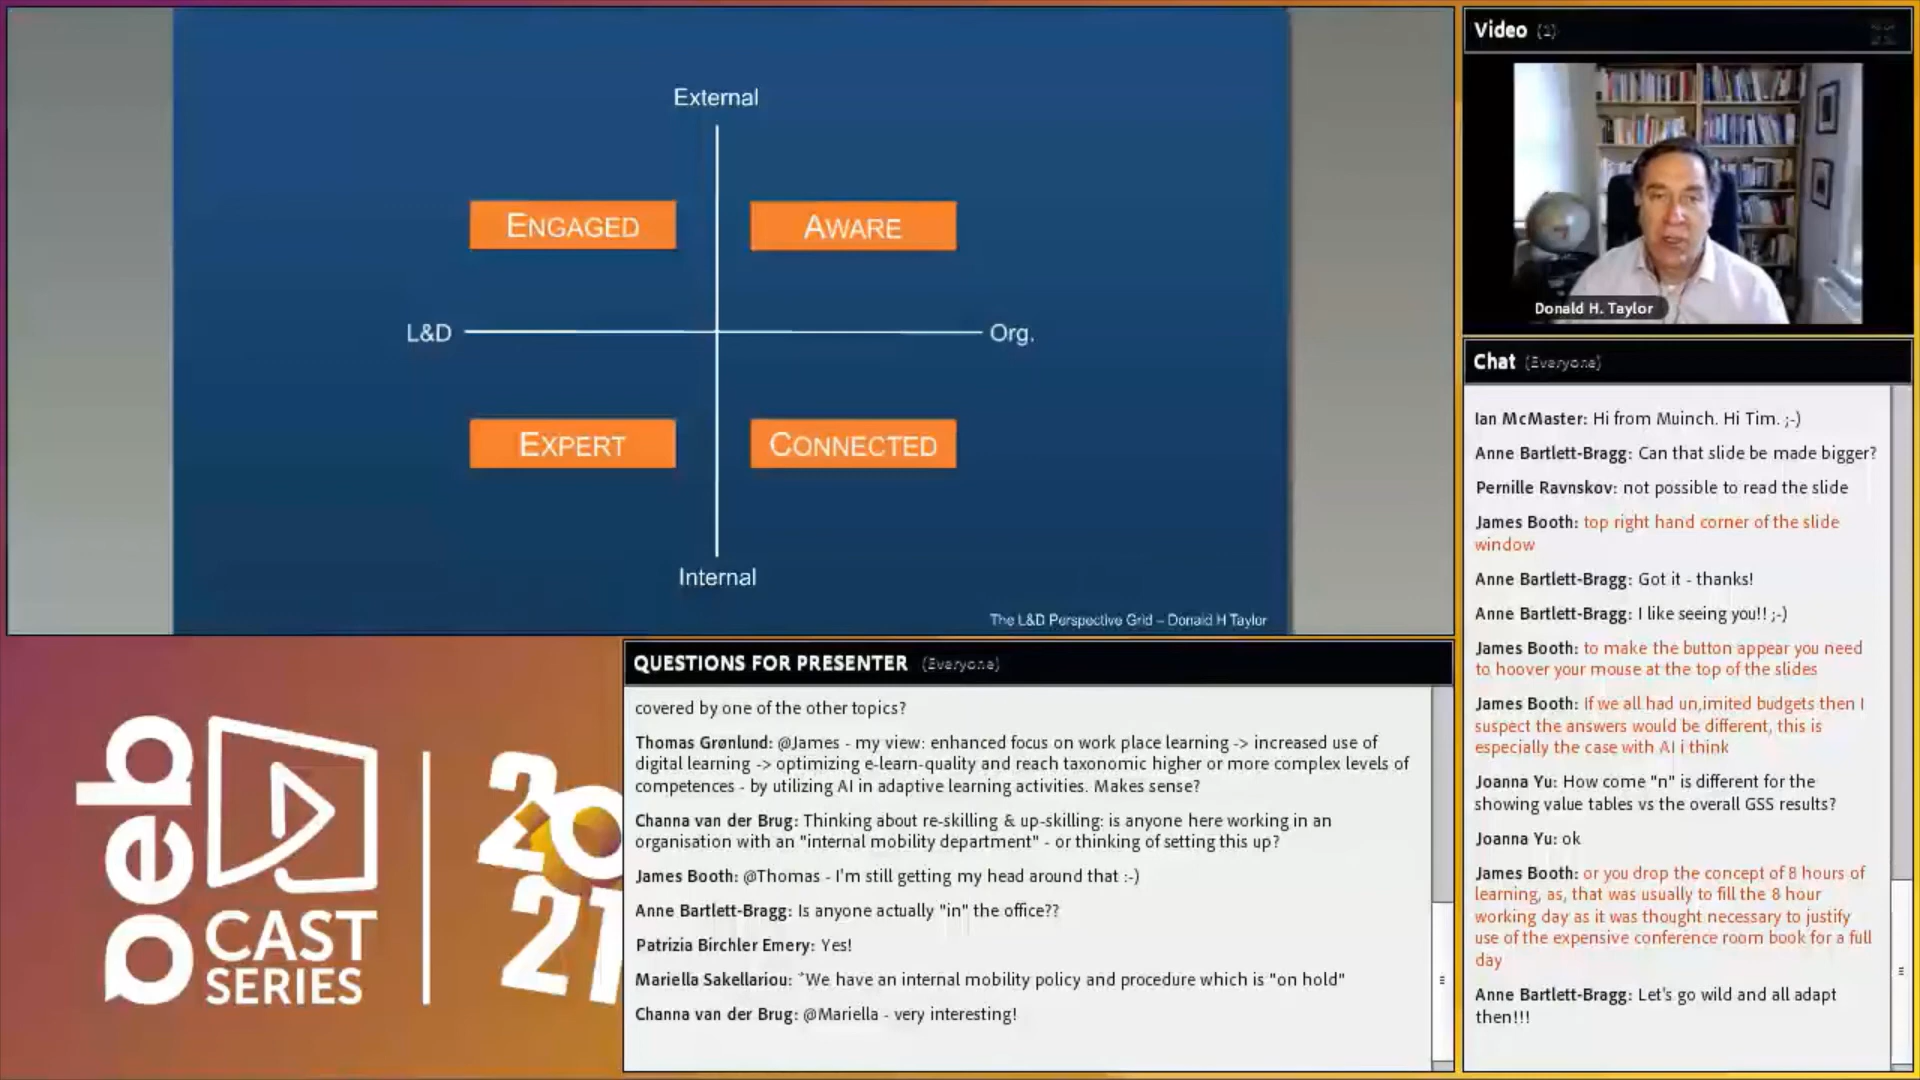 External
ENGAGED
AWARE
L&D
Org.
EXPERT
CONNECTED
Internal
The L&D Perspective Grid – Donald H Taylor
Video (1)
Donald H. Taylor
Chat (Everyone)
Ian McMaster: Hi from Muinch. Hi Tim. ;-)
Anne Bartlett-Bragg: Can that slide be made bigger?
Pernille Ravnskov: not possible to read the slide
James Booth: top right hand corner of the slide
window
Anne Bartlett-Bragg: Got it - thanks!
Anne Bartlett-Bragg: I like seeing you!! ;-)
James Booth: to make the button appear you need
to hoover your mouse at the top of the slides
James Booth: If we all had un,imited budgets then I
suspect the answers would be different, this is
especially the case with AI i think
Joanna Yu: How come "n" is different for the
showing value tables vs the overall GSS results?
Joanna Yu: ok
James Booth: or you drop the concept of 8 hours of
learning, as, that was usually to fill the 8 hour
working day as it was thought necessary to justify
use of the expensive conference room book for a full
day
Anne Bartlett-Bragg: Let's go wild and all adapt
then!!!
QUESTIONS FOR PRESENTER (Everyone)
covered by one of the other topics?
Thomas Grønlund: @James - my view: enhanced focus on work place learning -> increased use of
digital learning -> optimizing e-learn-quality and reach taxonomic higher or more complex levels of
competences - by utilizing AI in adaptive learning activities. Makes sense?
Channa van der Brug: Thinking about re-skilling & up-skilling: is anyone here working in an
organisation with an "internal mobility department" - or thinking of setting this up?
James Booth: @Thomas - I'm still getting my head around that :-)
Anne Bartlett-Bragg: Is anyone actually "in" the office??
Patrizia Birchler Emery: Yes!
Mariella Sakellariou: "We have an internal mobility policy and procedure which is "on hold"
Channa van der Brug: @Mariella - very interesting!
oeb
CAST
SERIES
20
21